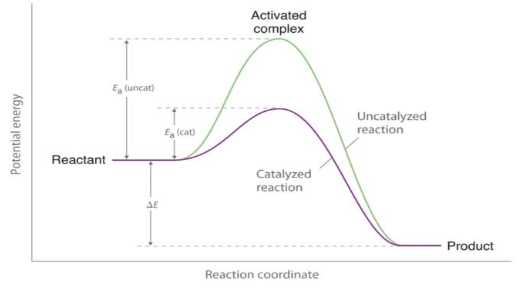 Activated
complex
Ea (uncat)
Ea (cat)
Uncatalyzed
reaction
Potential energy
Reactant
Catalyzed
reaction
ΔE
Product
Reaction coordinate